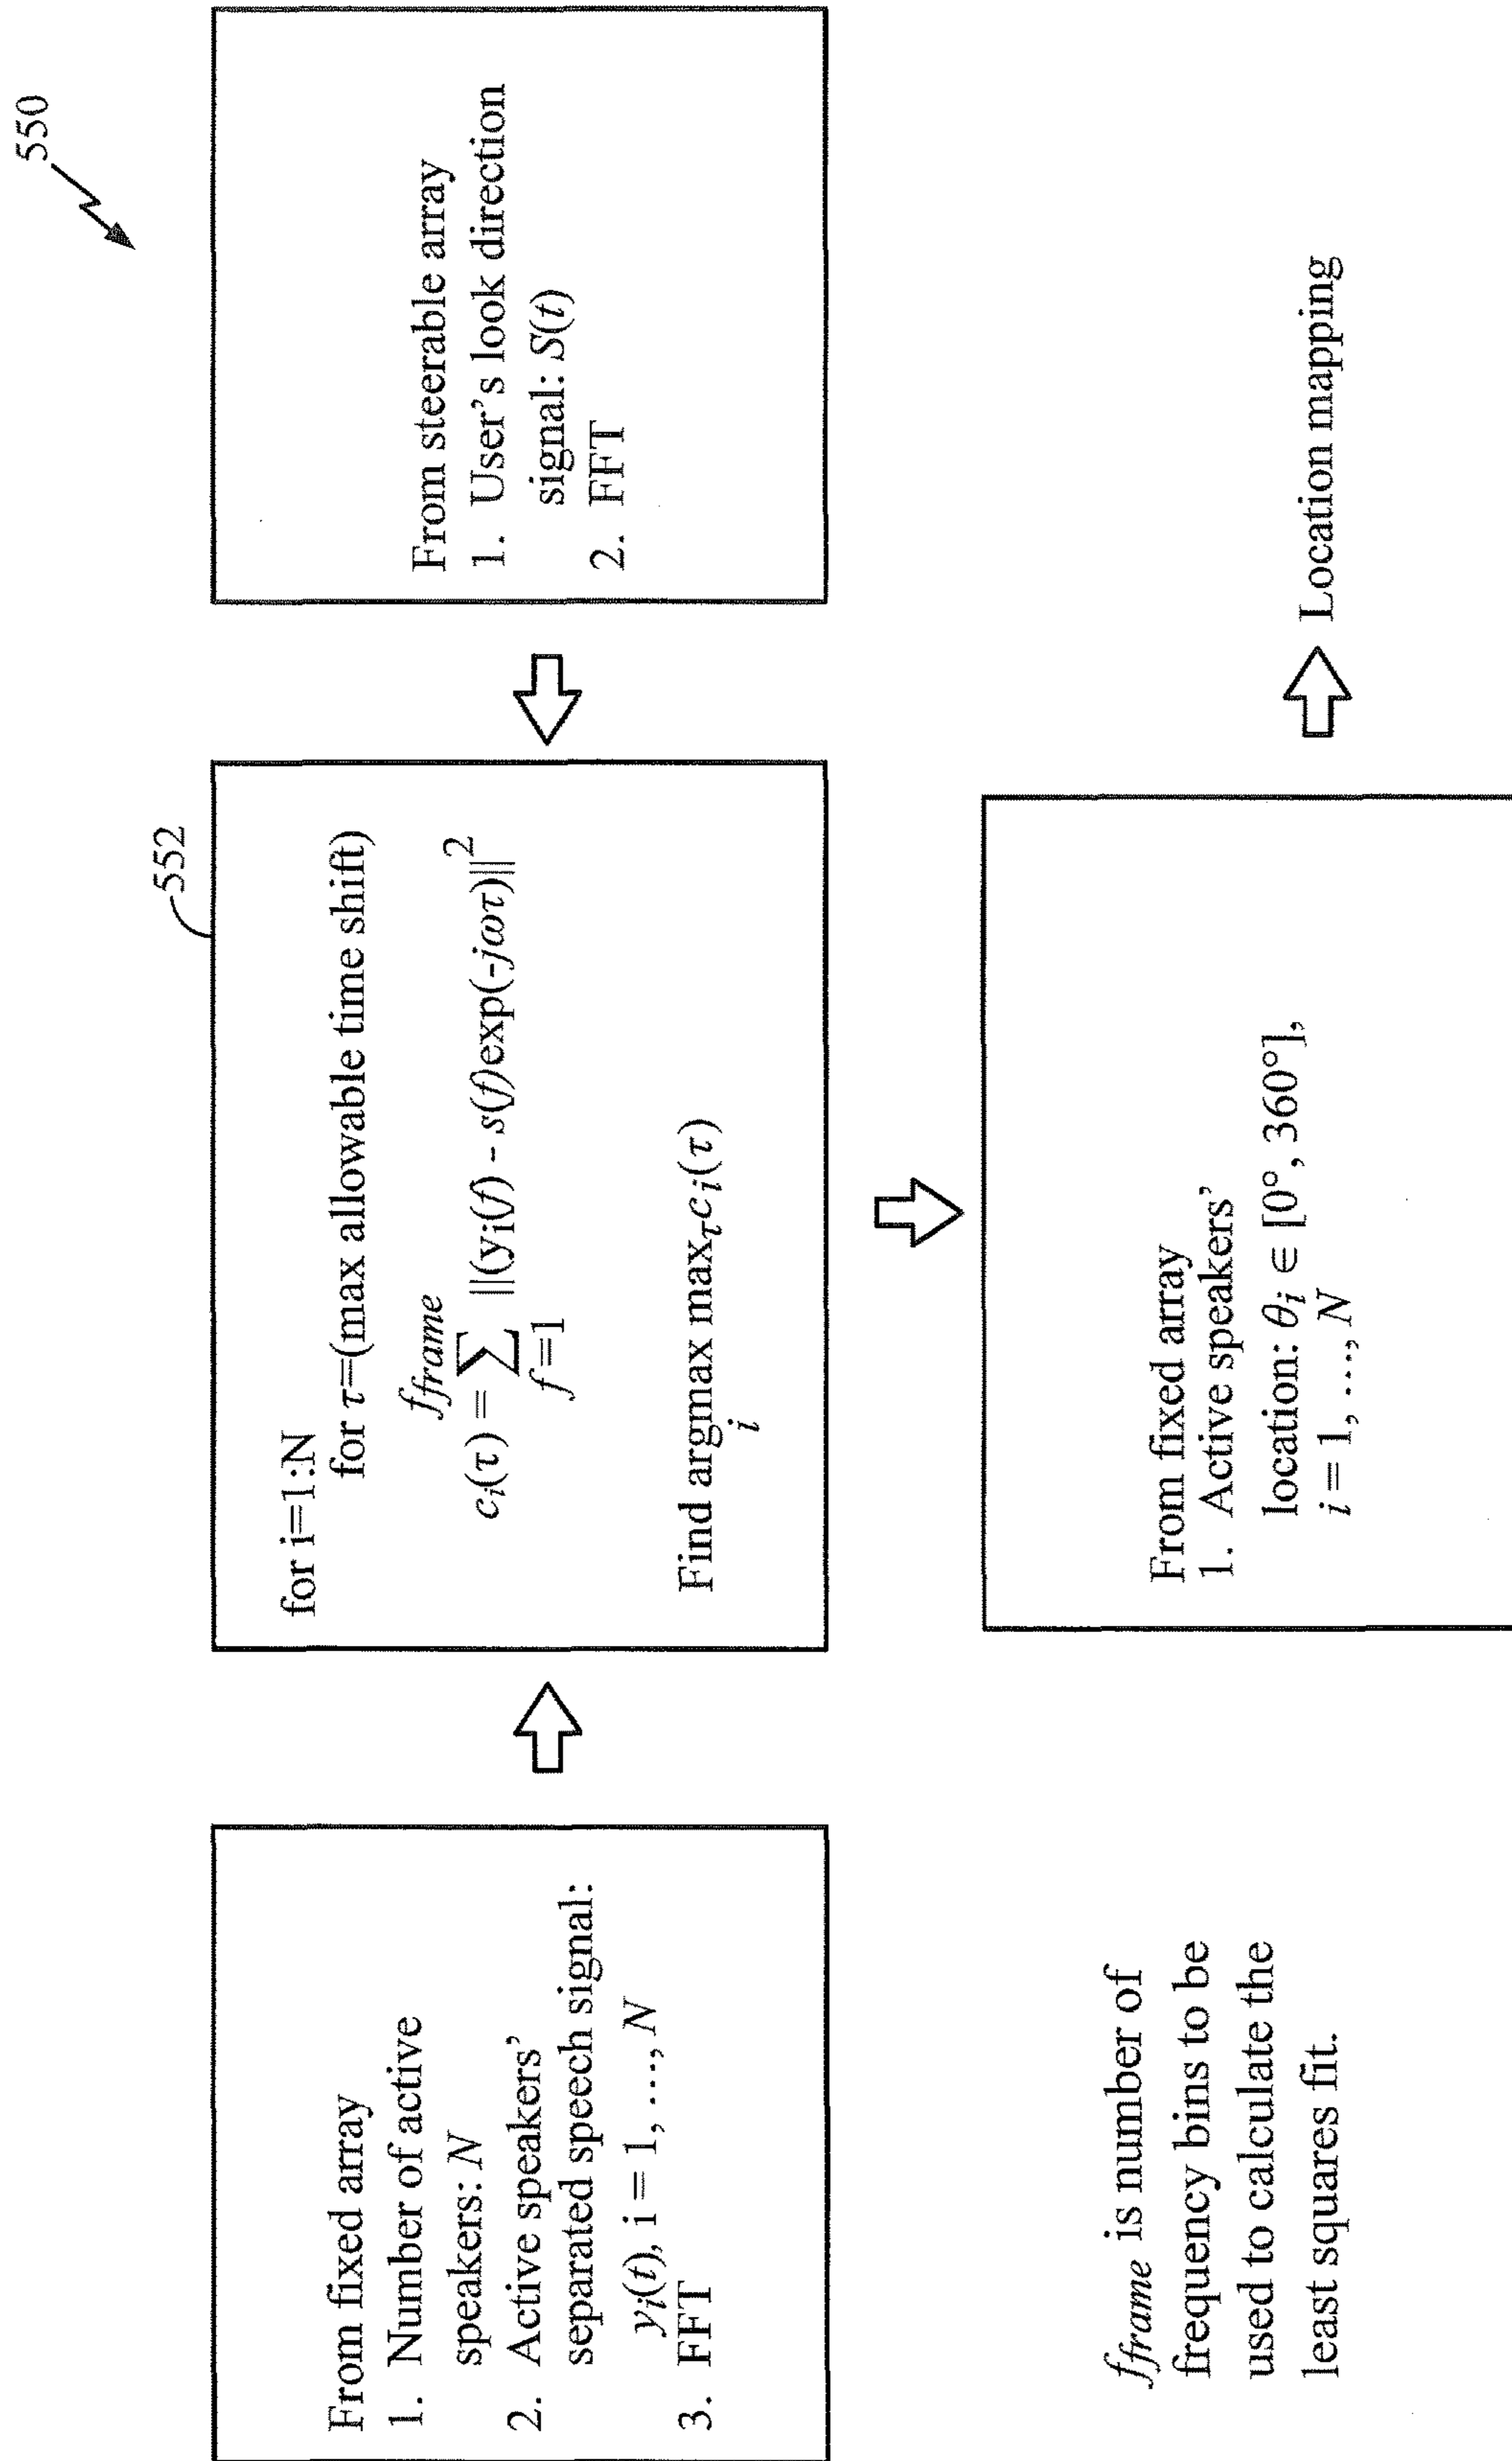 550
From fixed array
1. Number of active
speakers: N
2. Active speakers’
separated speech signal:
yi(t), i = 1, ..., N
3. FFT
552
for i=1:N
for τ=(max allowable time shift)
ci(τ) = ∑ f=1 fframe ||(yi(f) - s(f)exp(-jωτ)||2
Find argmax i maxτci(τ)
From steerable array
1. User’s look direction
signal: S(t)
2. FFT
fframe is number of
frequency bins to be
used to calculate the
least squares fit.
From fixed array
1. Active speakers’
location: θi ∈ [0°, 360°],
i = 1, ..., N
Location mapping